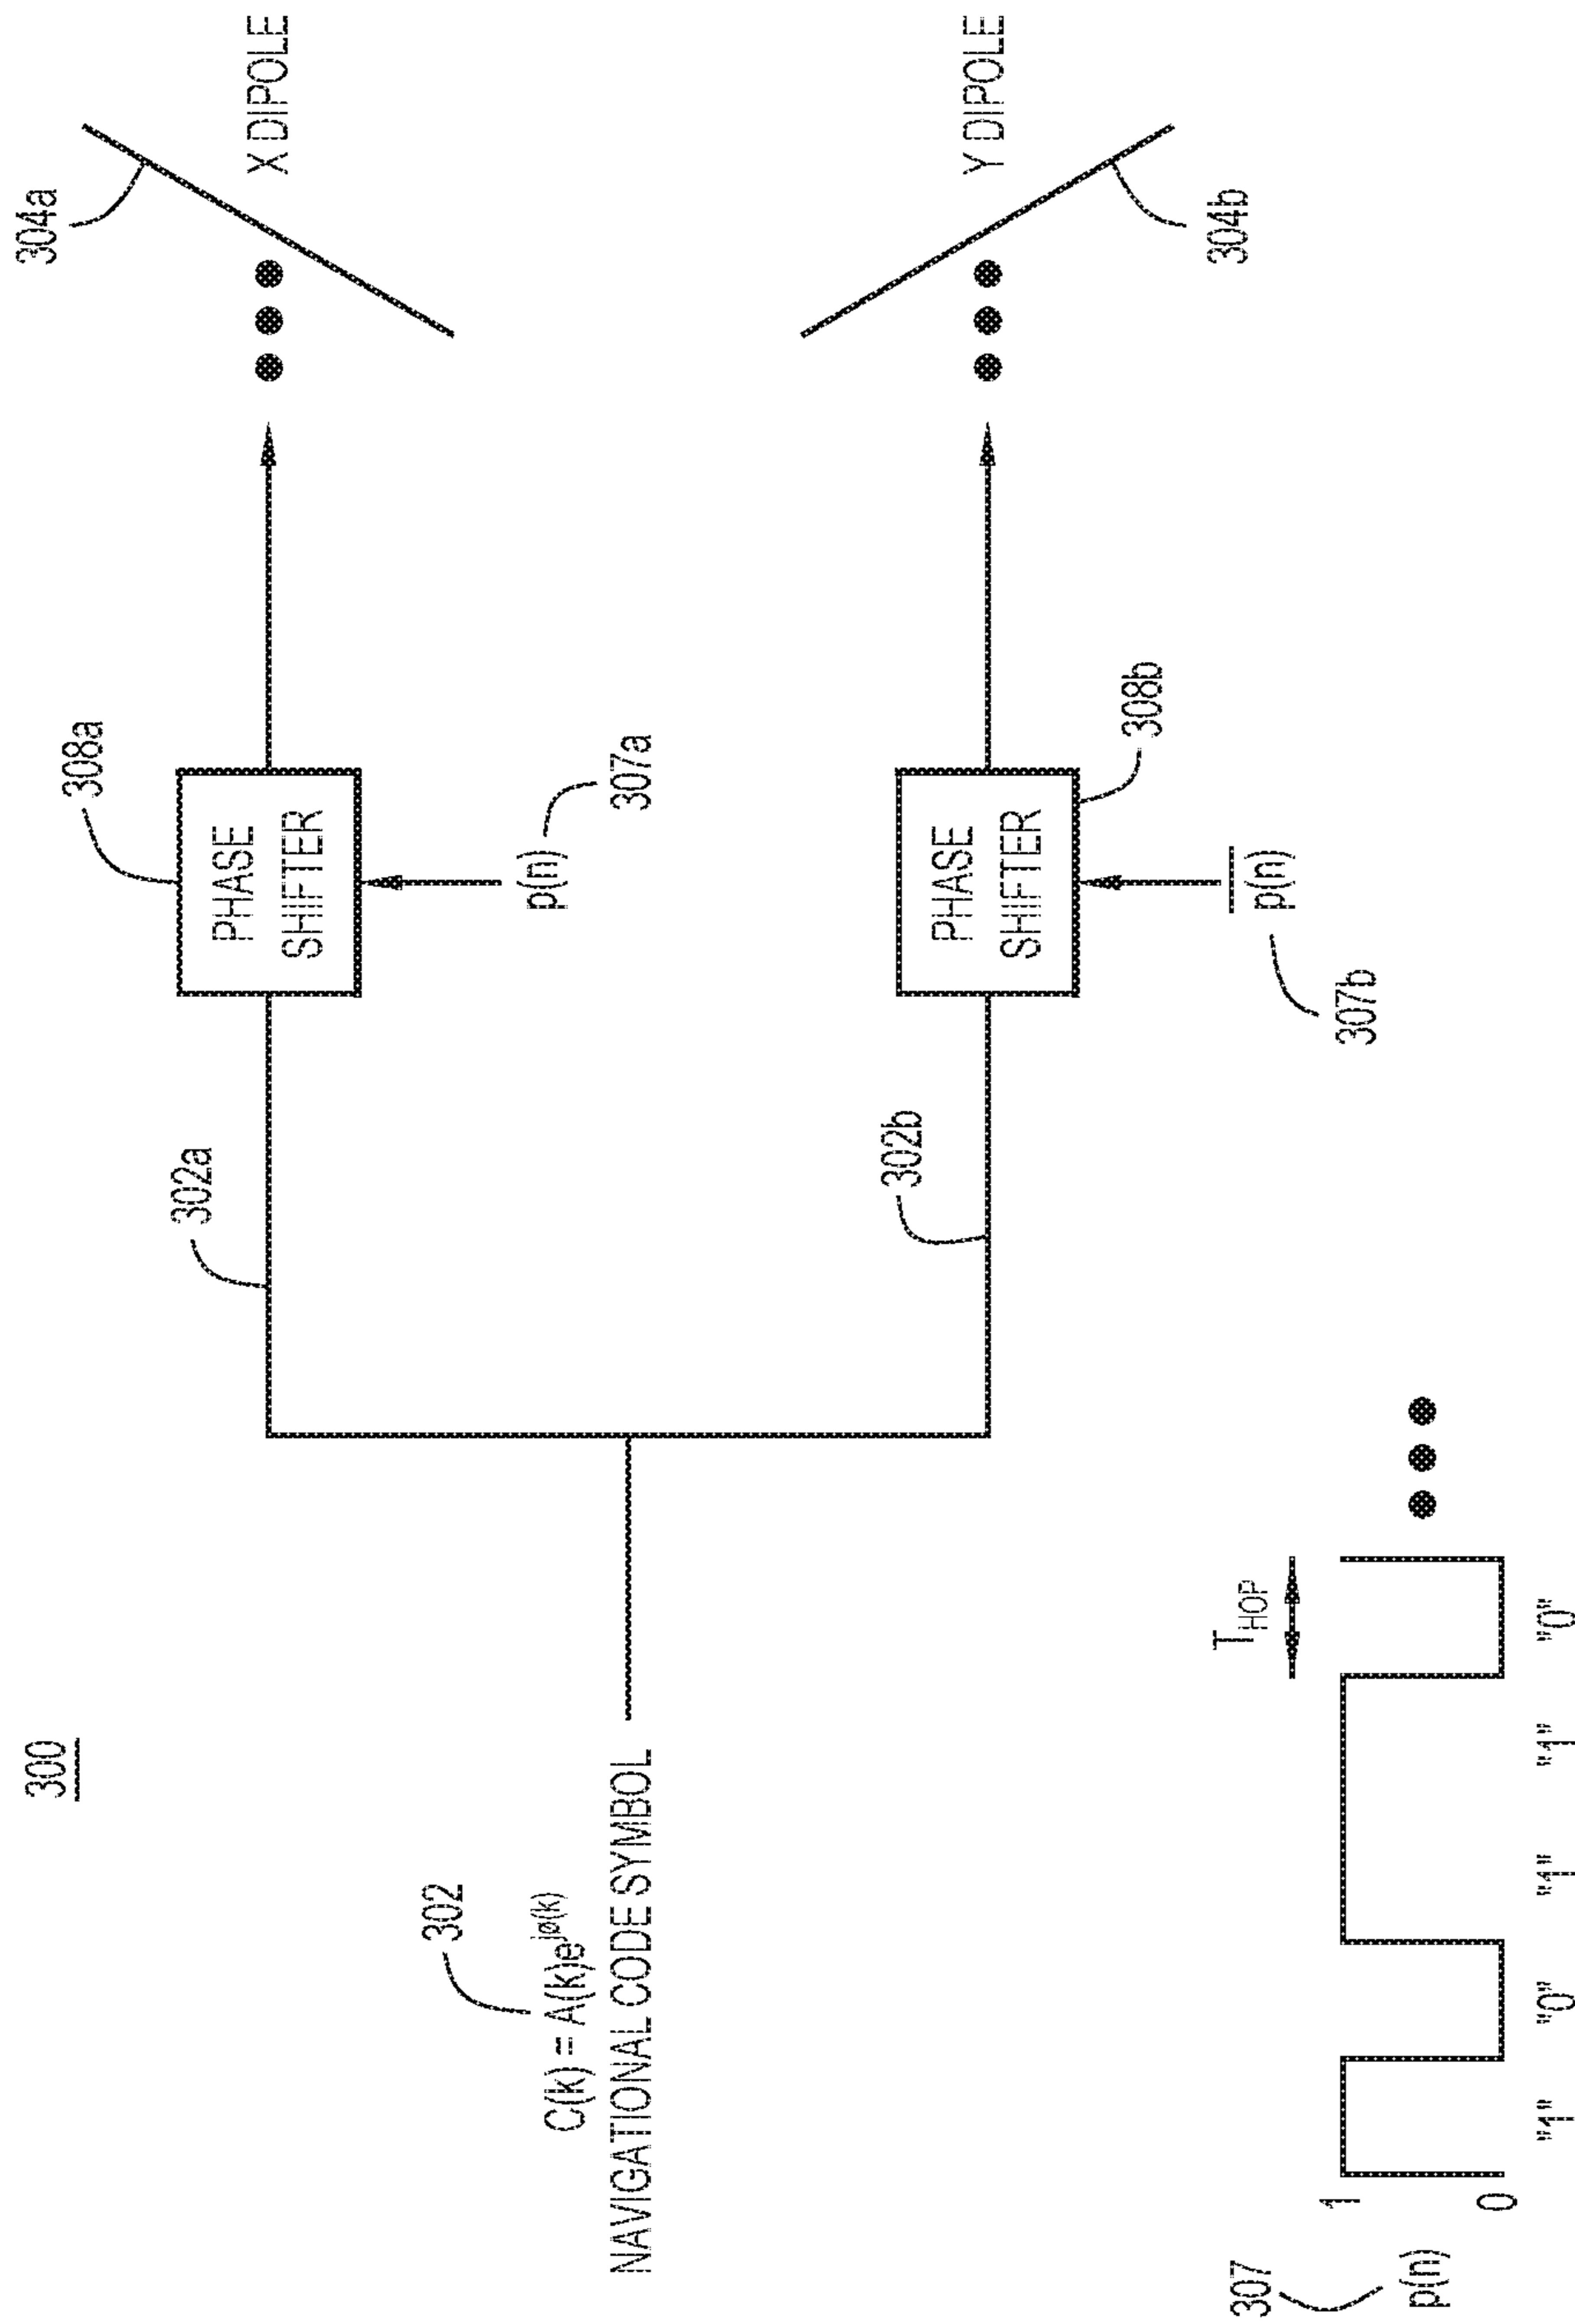 300
304a
X DIPOLE
308a
PHASE
SHIFTER
p(n)
307a
302a
302
C(k) = A(k)e^jø(k)
NAVIGATIONAL CODE SYMBOL
302b
PHASE
SHIFTER
308b
p(n)
307b
Y DIPOLE
304b
307
p(n)
1
0
T_HOP
"1" "0" "1" "1" "0"